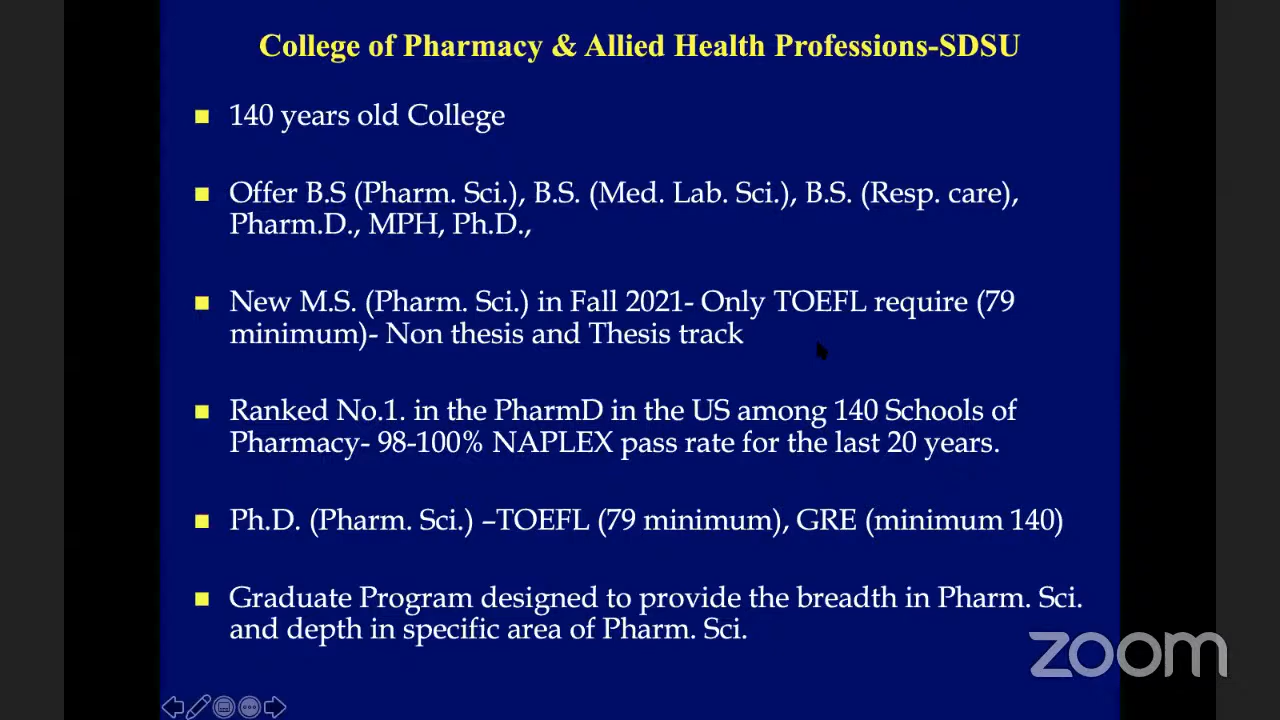 College of Pharmacy & Allied Health Professions-SDSU
140 years old College
Offer B.S (Pharm. Sci.), B.S. (Med. Lab. Sci.), B.S. (Resp. care),
Pharm.D., MPH, Ph.D.,
New M.S. (Pharm. Sci.) in Fall 2021- Only TOEFL require (79
minimum)- Non thesis and Thesis track
Ranked No.1. in the PharmD in the US among 140 Schools of
Pharmacy- 98-100% NAPLEX pass rate for the last 20 years.
Ph.D. (Pharm. Sci.) –TOEFL (79 minimum), GRE (minimum 140)
Graduate Program designed to provide the breadth in Pharm. Sci.
and depth in specific area of Pharm. Sci.
zoom